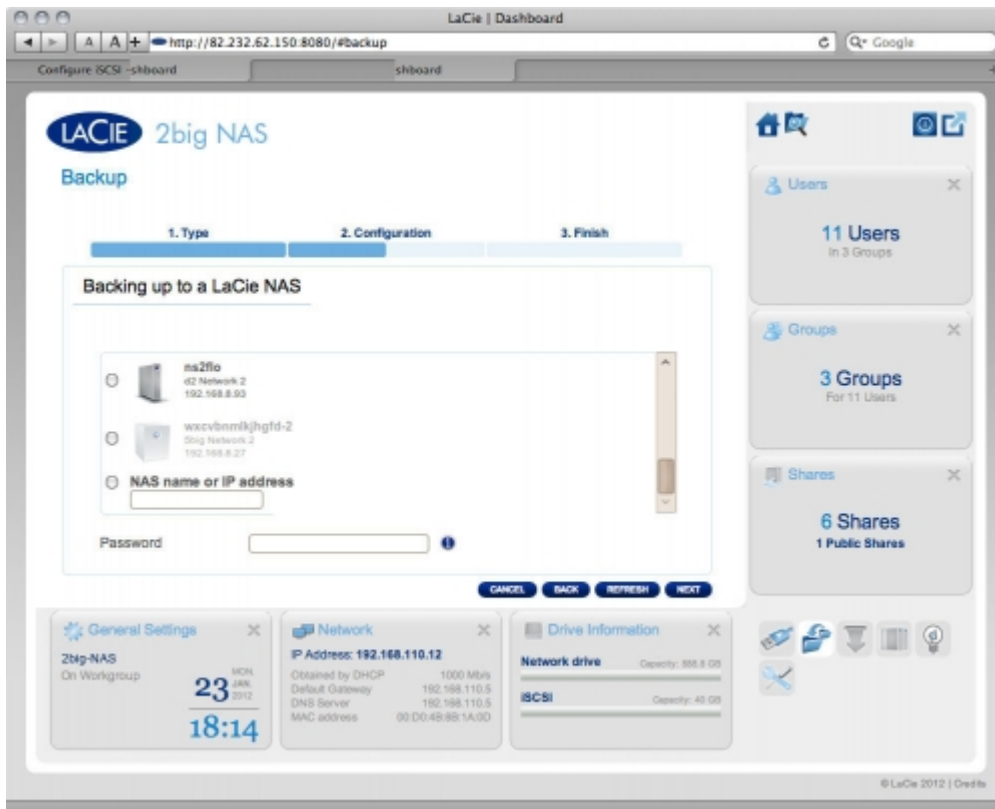 LaCie | Dashboard
A A + http://82.232.62.150:8080/#backup
Google
Configure iSCSI -shboard
shboard
LACIE 2big NAS
Backup
1. Type
2. Configuration
3. Finish
Backing up to a LaCie NAS
ns2flo
d2 Network 2
192.168.8.93
wxcvbnmlkjhgfd-2
5big Network 2
192.168.8.27
NAS name or IP address
Password
CANCEL BACK REFRESH NEXT
Users
11 Users
In 3 Groups
Groups
3 Groups
For 11 Users
Shares
6 Shares
1 Public Shares
General Settings
2big-NAS
On Workgroup
23 MON. JAN. 2012
18:14
Network
IP Address: 192.168.110.12
Obtained by DHCP 1000 Mb/s
Default Gateway 192.168.110.5
DNS Server 192.168.110.5
MAC address 00:D0:4B:8B:1A:0D
Drive Information
Network drive Capacity: 888.8 GB
iSCSI Capacity: 40 GB
© LaCie 2012 | Credits